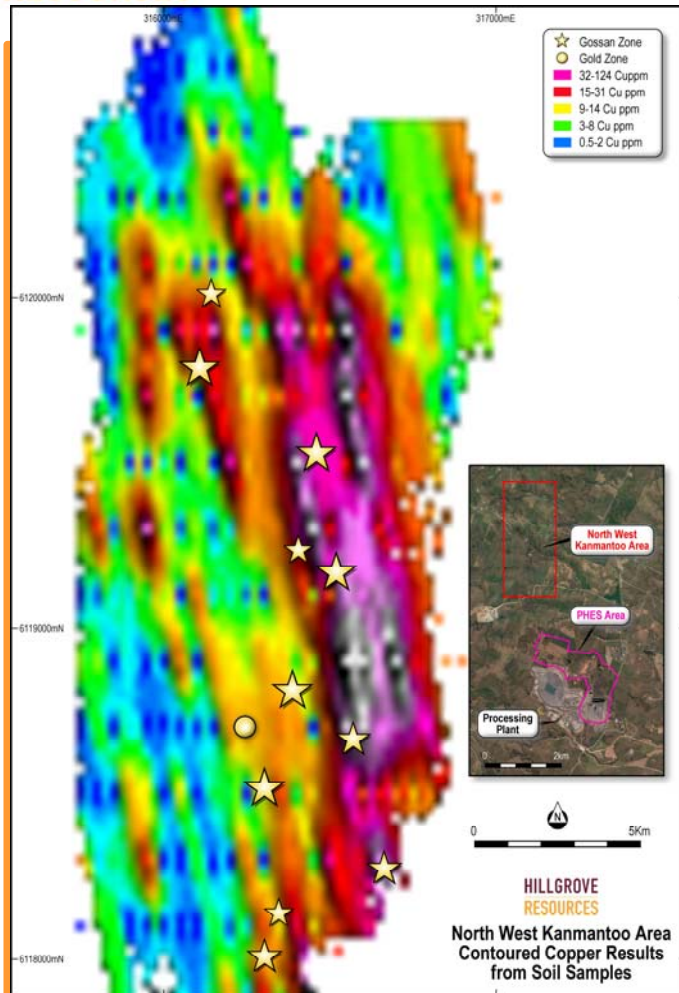 316000mE
317000mE
Gossan Zone
Gold Zone
32-124 Cuppm
15-31 Cu ppm
9-14 Cu ppm
3-8 Cu ppm
0.5-2 Cu ppm
6120000mN
6119000mN
6118000mN
North West
Kanmantoo Area
PHES Area
Processing
Plant
0 2km
N
0 5Km
HILLGROVE
RESOURCES
North West Kanmantoo Area
Contoured Copper Results
from Soil Samples